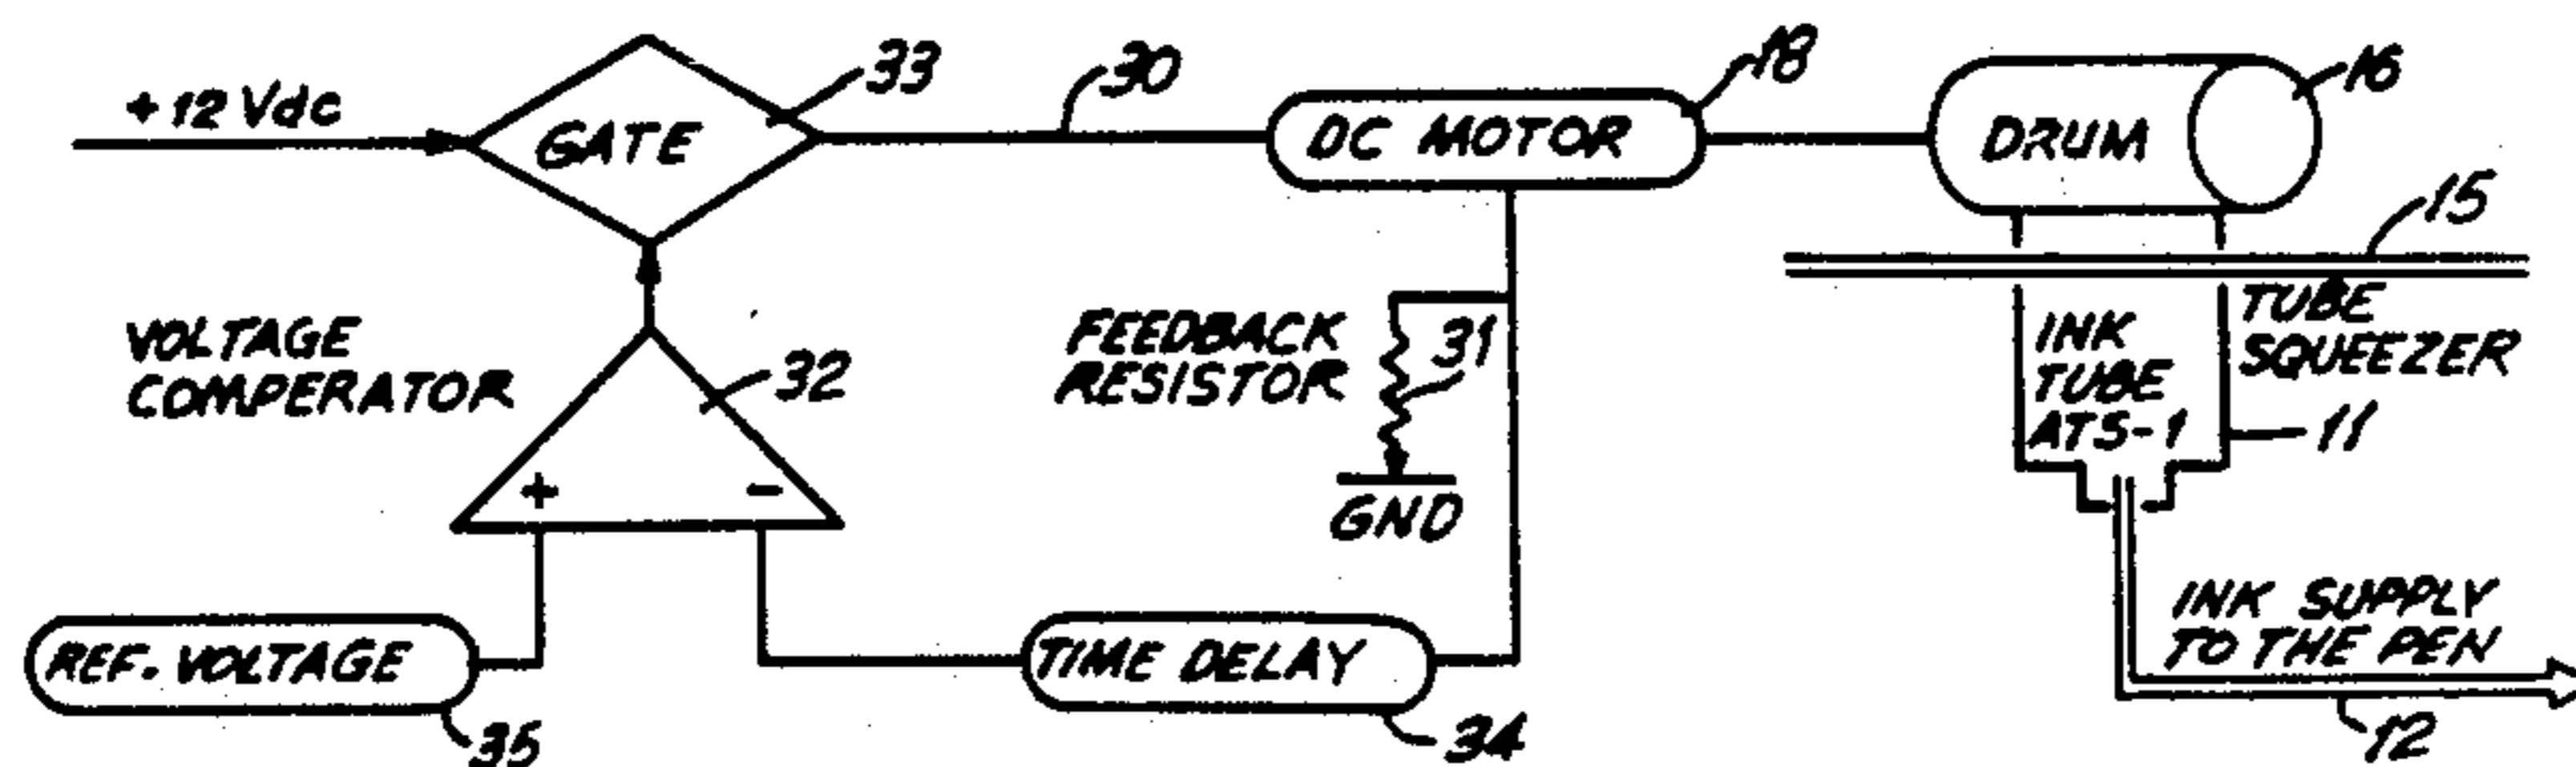 +12 Vdc
GATE
33
30
DC MOTOR
18
DRUM
16
15
VOLTAGE
COMPERATOR
32
+
-
FEEDBACK
RESISTOR
31
GND
INK
TUBE
ATS-1
TUBE
SQUEEZER
11
REF. VOLTAGE
35
TIME DELAY
34
INK SUPPLY
TO THE PEN
12